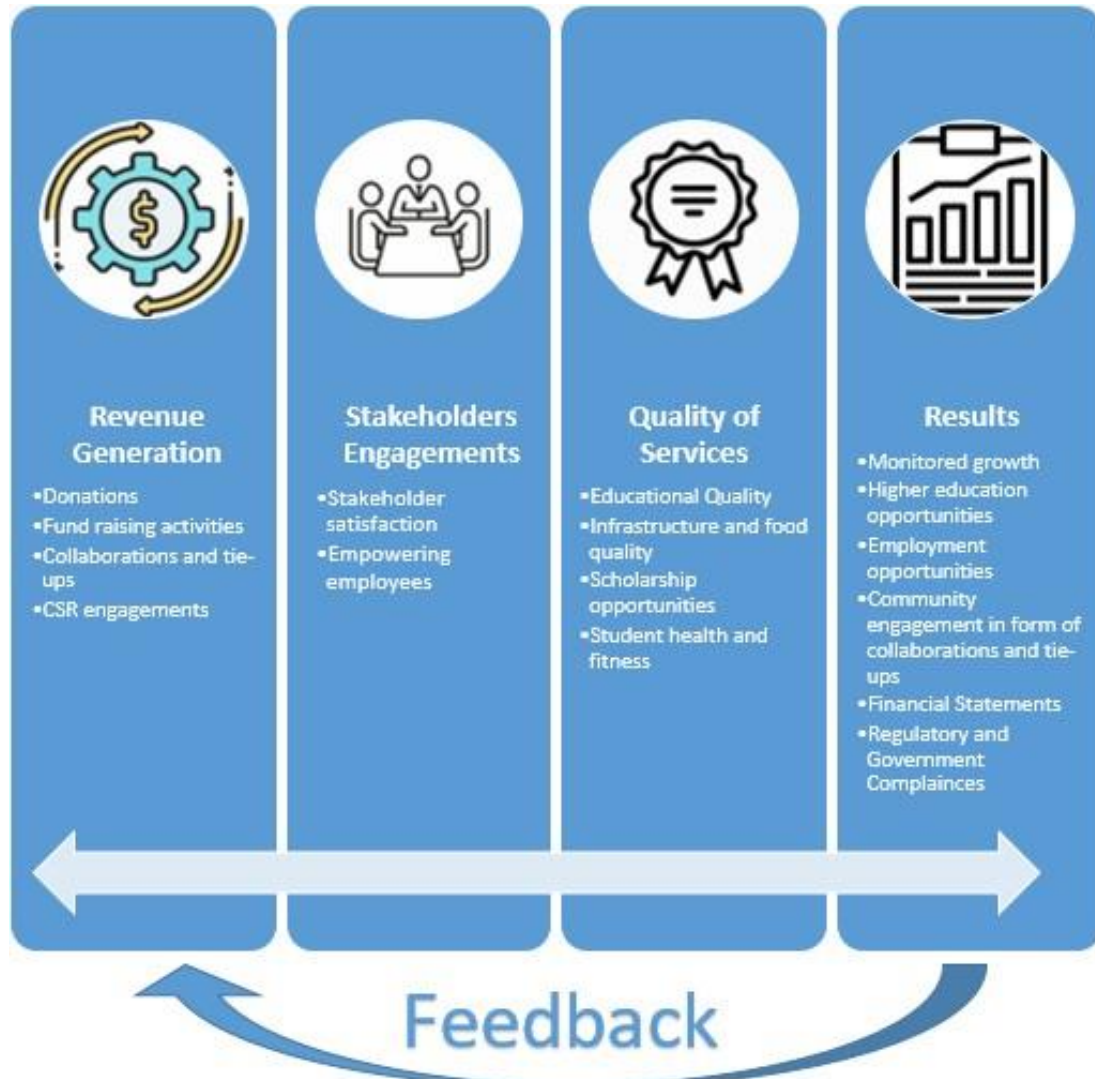 Revenue
Generation
•Donations
•Fund raising activities
•Collaborations and tie-
ups
•CSR engagements
Stakeholders
Engagements
•Stakeholder
satisfaction
•Empowering
employees
Quality of
Services
•Educational Quality
•Infrastructure and food
quality
•Scholarship
opportunities
•Student health and
fitness
Results
•Monitored growth
•Higher education
opportunities
•Employment
opportunities
•Community
engagement in form of
collaborations and tie-
ups
•Financial Statements
•Regulatory and
Government
Complainces
Feedback